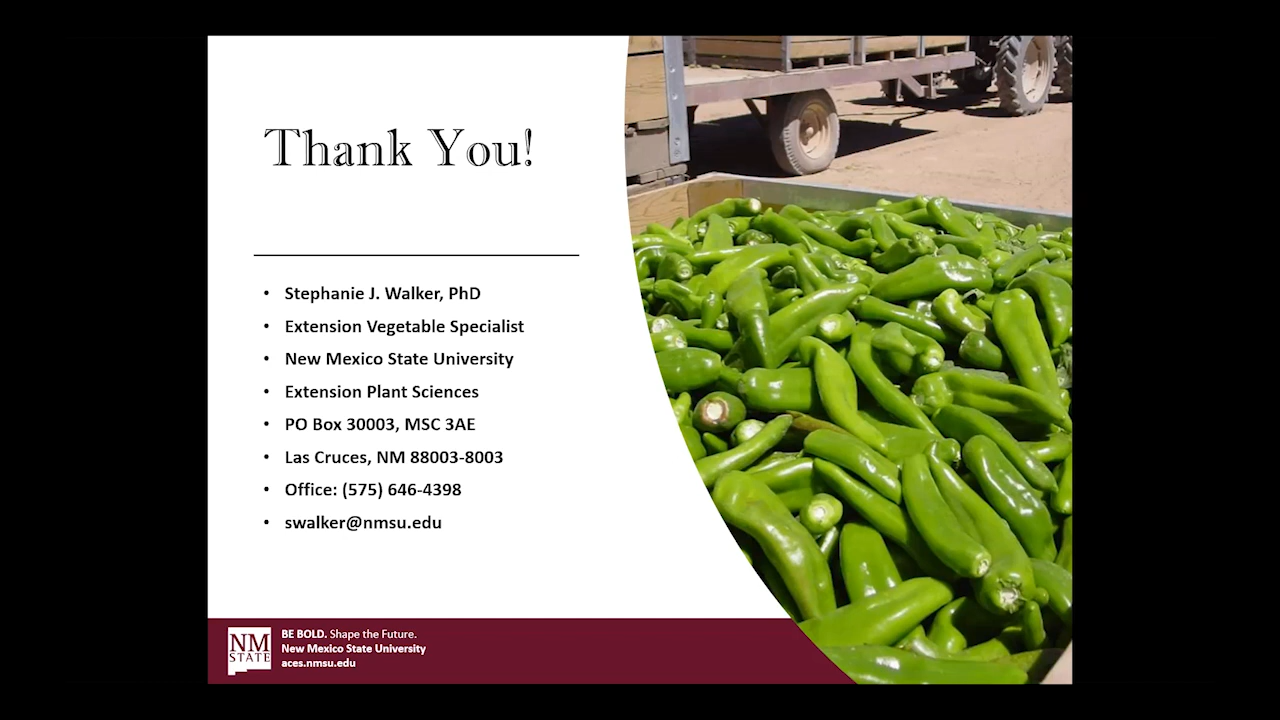 Thank You!
• Stephanie J. Walker, PhD
• Extension Vegetable Specialist
• New Mexico State University
• Extension Plant Sciences
• PO Box 30003, MSC 3AE
• Las Cruces, NM 88003-8003
• Office: (575) 646-4398
• swalker@nmsu.edu
NM
STATE
BE BOLD. Shape the Future.
New Mexico State University
aces.nmsu.edu